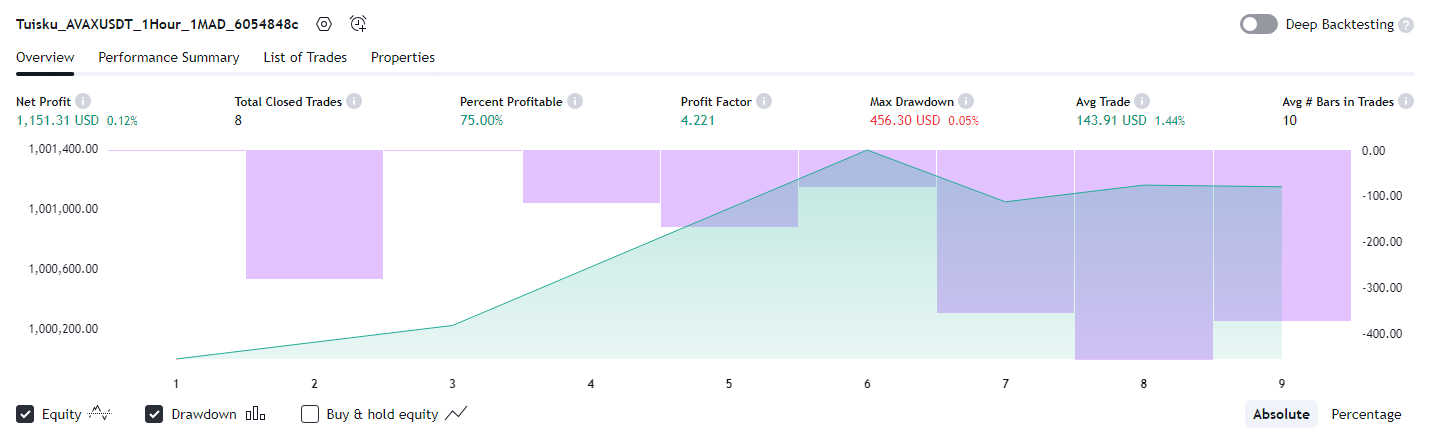 Tuisku_AVAXUSDT_1Hour_1MAD_6054848c Deep Backtesting ?
Overview Performance Summary List of Trades Properties
Net Profit i Total Closed Trades i Percent Profitable i Profit Factor i Max Drawdown i Avg Trade i Avg # Bars in Trades i
1,151.31 USD 0.12% 8 75.00% 4.221 456.30 USD 0.05% 143.91 USD 1.44% 10
1,001,400.00 0.00
1,001,000.00 -100.00
1,000,600.00 -200.00
1,000,200.00 -300.00
-400.00
1 2 3 4 5 6 7 8 9
Equity Drawdown Buy & hold equity Absolute Percentage